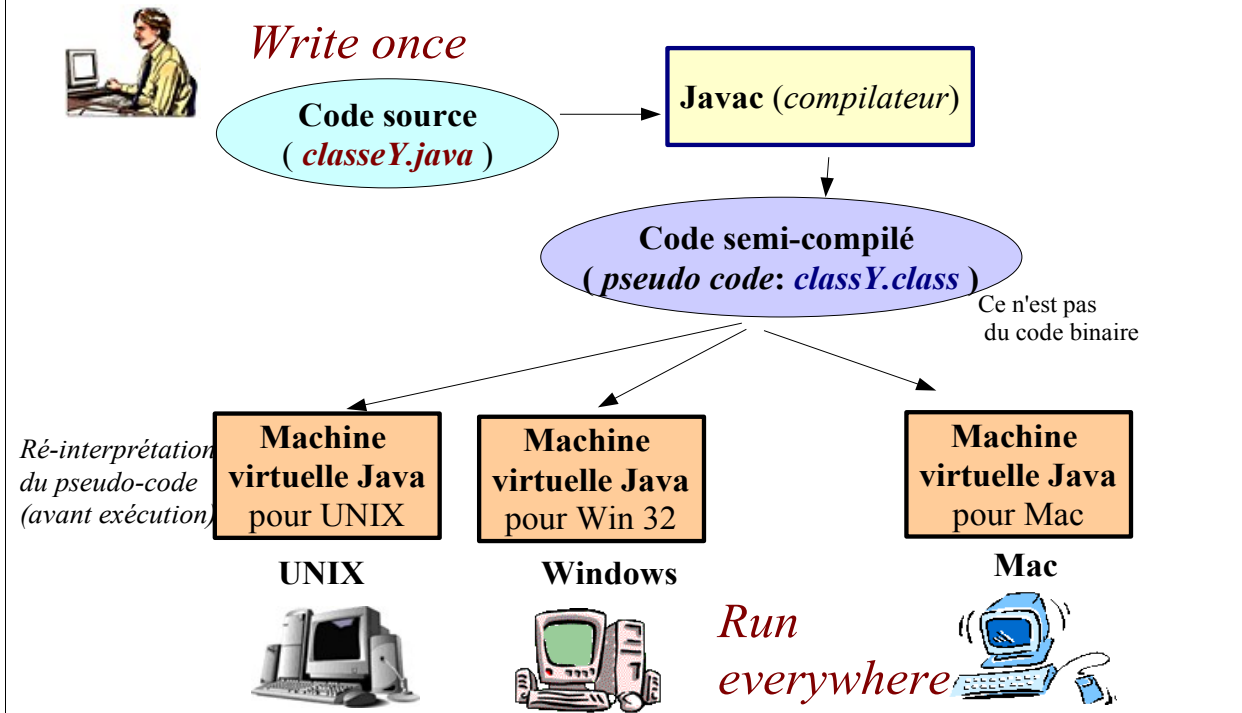 Write once
Javac (compilateur)
Code source
( classeY.java )
Code semi-compilé
( pseudo code: classY.class )
Ce n'est pas
du code binaire
Ré-interprétation
du pseudo-code
(avant exécution)
Machine
virtuelle Java
pour UNIX
Machine
virtuelle Java
pour Win 32
Machine
virtuelle Java
pour Mac
UNIX
Windows
Mac
Run
everywhere